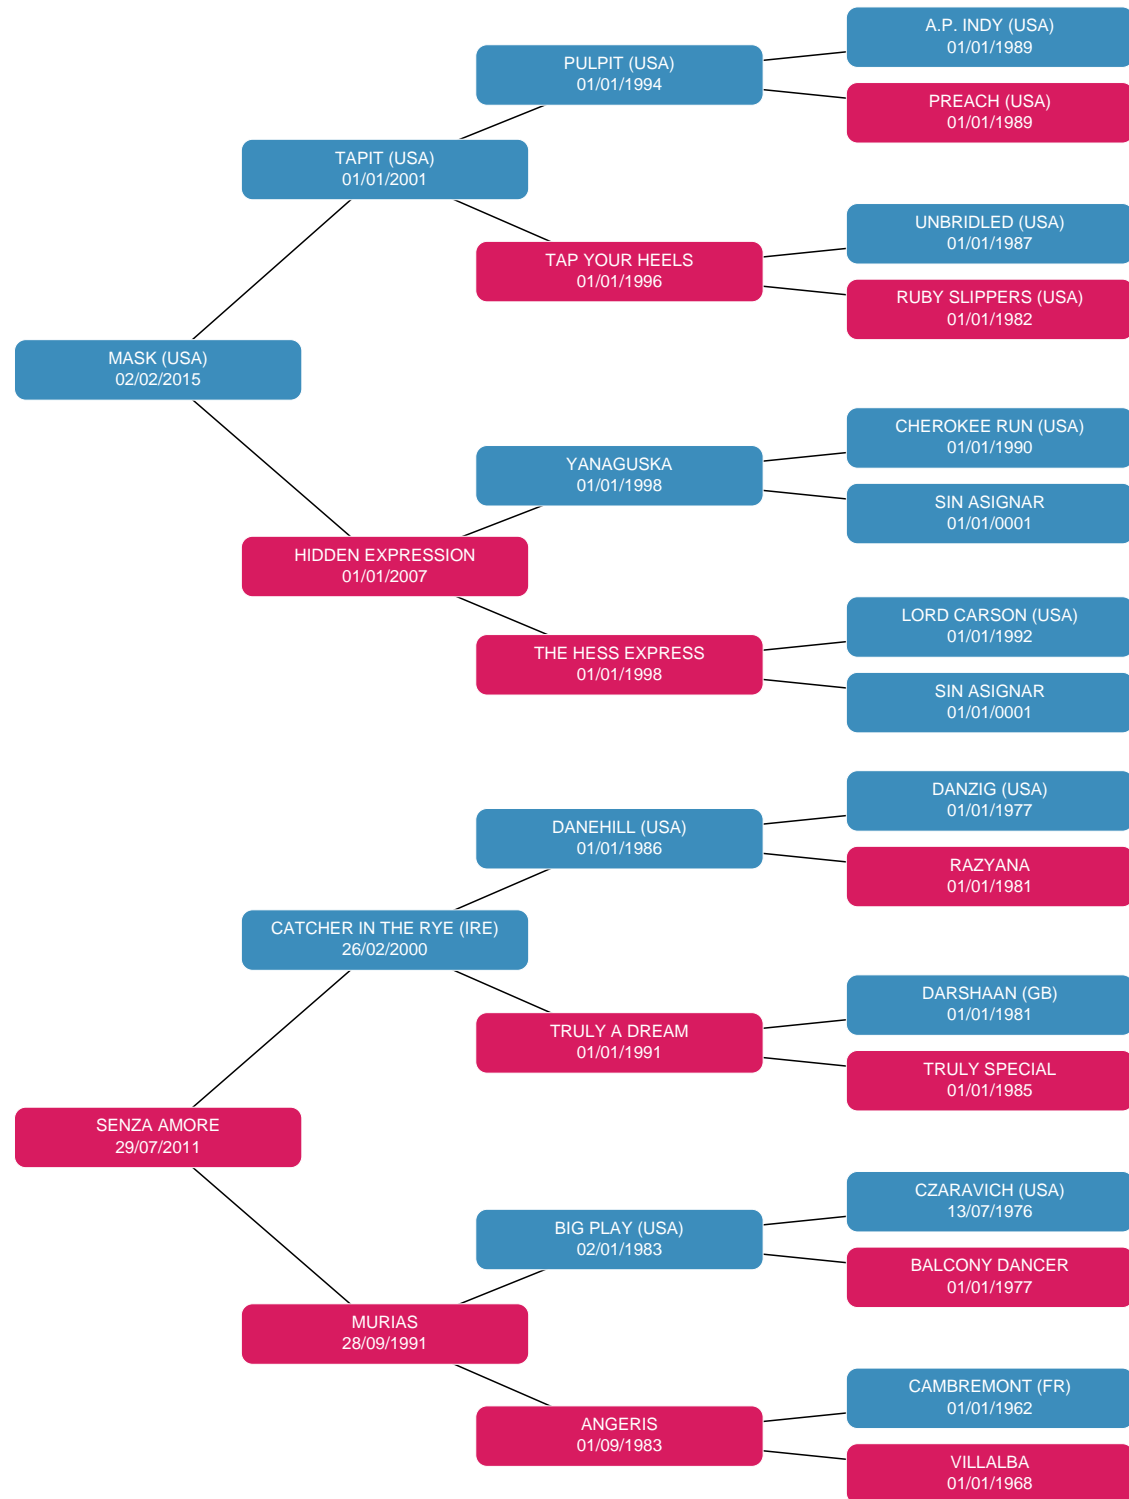 A.P. INDY (USA)
01/01/1989
PULPIT (USA)
01/01/1994
PREACH (USA)
01/01/1989
TAPIT (USA)
01/01/2001
UNBRIDLED (USA)
01/01/1987
TAP YOUR HEELS
01/01/1996
RUBY SLIPPERS (USA)
01/01/1982
MASK (USA)
02/02/2015
CHEROKEE RUN (USA)
01/01/1990
YANAGUSKA
01/01/1998
SIN ASIGNAR
01/01/0001
HIDDEN EXPRESSION
01/01/2007
LORD CARSON (USA)
01/01/1992
THE HESS EXPRESS
01/01/1998
SIN ASIGNAR
01/01/0001
DANZIG (USA)
01/01/1977
DANEHILL (USA)
01/01/1986
RAZYANA
01/01/1981
CATCHER IN THE RYE (IRE)
26/02/2000
DARSHAAN (GB)
01/01/1981
TRULY A DREAM
01/01/1991
TRULY SPECIAL
01/01/1985
SENZA AMORE
29/07/2011
CZARAVICH (USA)
13/07/1976
BIG PLAY (USA)
02/01/1983
BALCONY DANCER
01/01/1977
MURIAS
28/09/1991
CAMBREMONT (FR)
01/01/1962
ANGERIS
01/09/1983
VILLALBA
01/01/1968